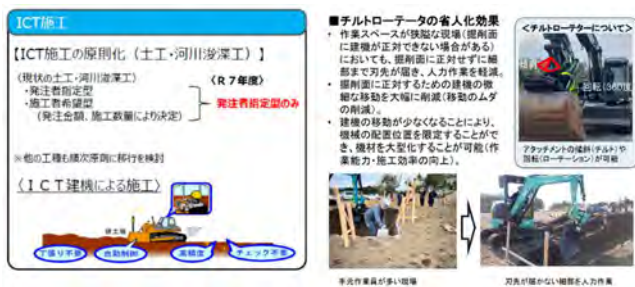 ICT施工
【ICT施工の原則化（土工・河川浚渫工）】
（現状の土工・河川浚渫工）
・発注者指定型
・施工者希望型
（発注金額、施工数量により決定）
〈R７年度〉
発注者指定型のみ
※他の工種も順次原則に移行を検討
〈ＩＣＴ建機による施工〉
丁張り不要
自動制御
高精度
チェック不要
■チルトローテータの省人化効果
・ 作業スペースが狭隘な現場（掘削面
に建機が正対できない場合がある）
においても、掘削面に正対せずに細
部まで刃先が届き、人力作業を軽減。
・ 掘削面に正対するための建機の微
細な移動を大幅に削減（移動のムダ
の削減）。
・ 建機の移動が少なくなることにより、
機械の配置位置を限定することがで
き、機材を大型化することが可能（作
業能力・施工効率の向上）。
＜チルトローテターについて＞
回転（360度）
アタッチメントの傾斜（チルト）や
回転（ローテーション）が可能
手元作業員が多い現場
刃先が届かない細部を人力作業